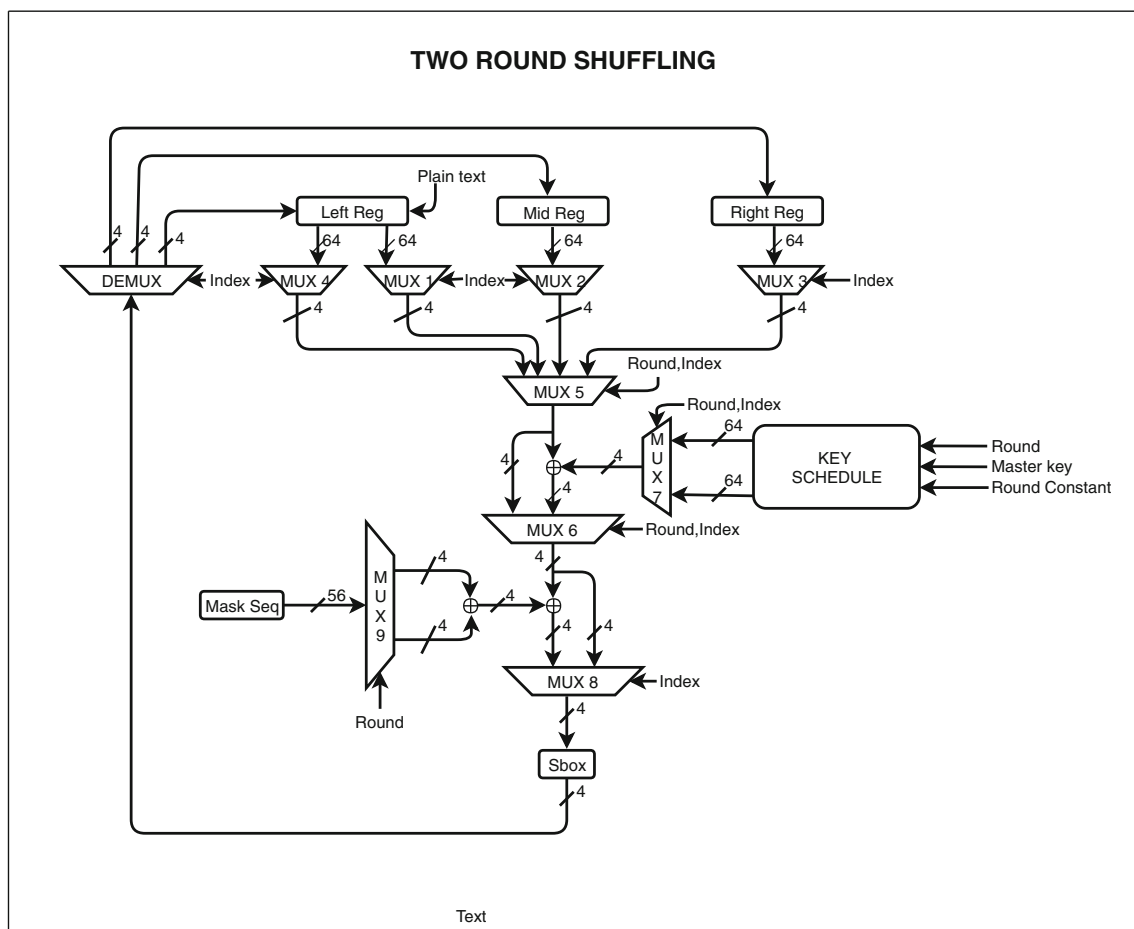 TWO ROUND SHUFFLING
Plain text
Left Reg
Mid Reg
Right Reg
4
4
4
64
64
64
64
DEMUX
Index
MUX 4
MUX 1
Index
MUX 2
MUX 3
Index
4
4
4
4
Round,Index
MUX 5
Round,Index
MUX7
64
64
KEY
SCHEDULE
Round
Master key
Round Constant
4
4
4
MUX 6
Round,Index
4
Mask Seq
56
MUX9
4
4
4
4
4
Round
MUX 8
Index
4
Sbox
4
Text